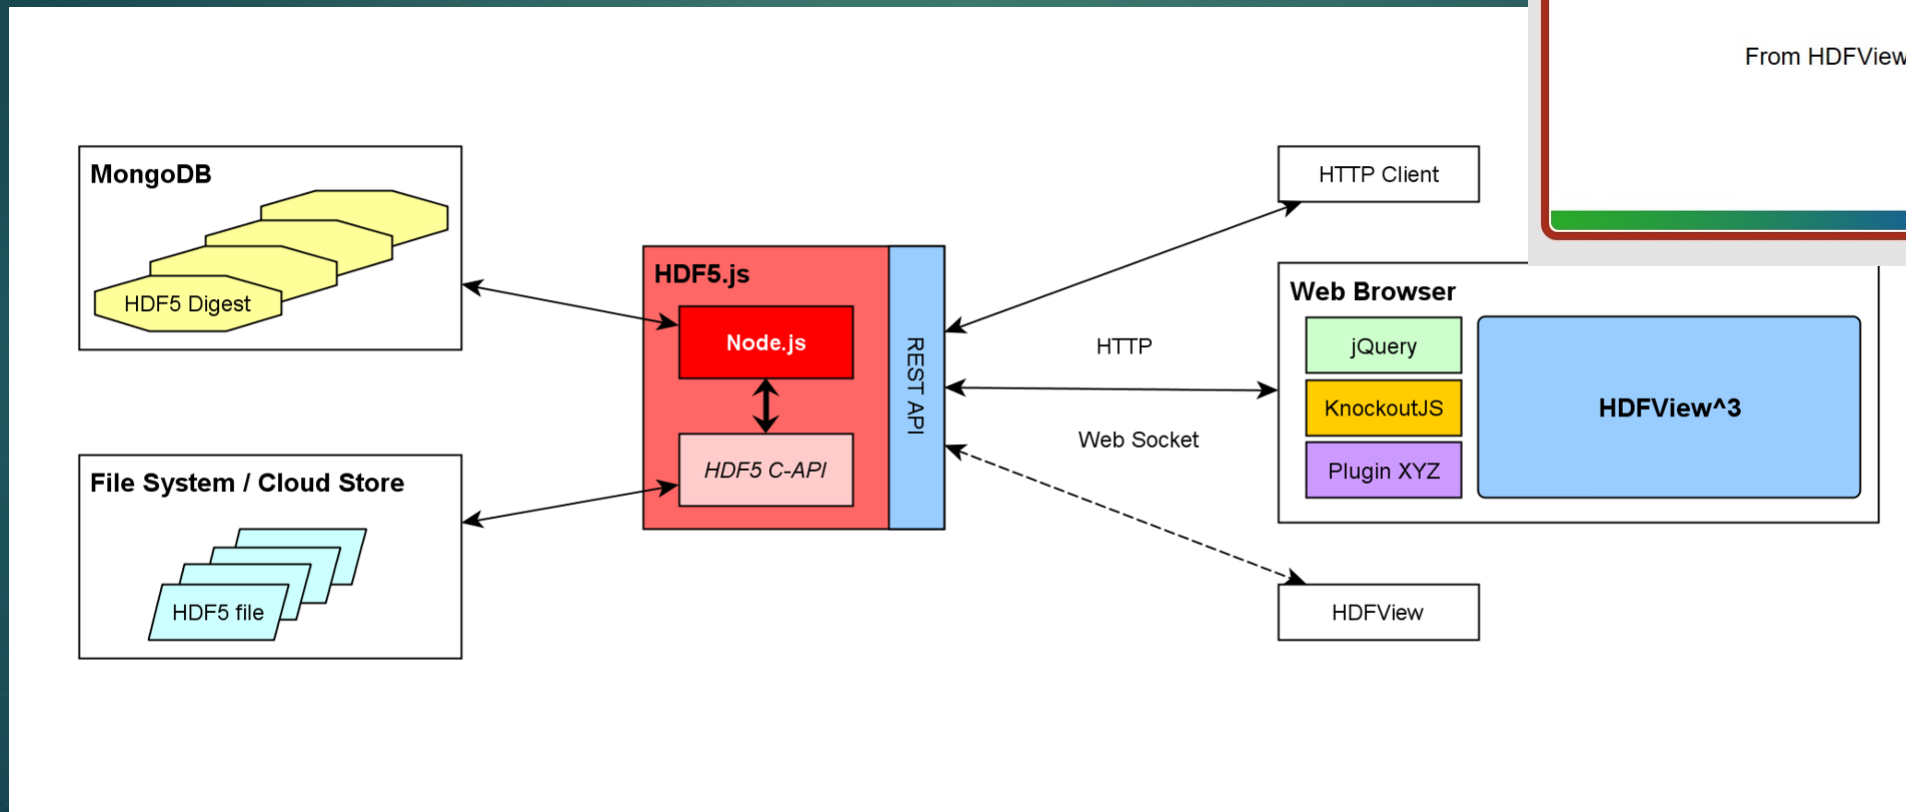 From HDFView
MongoDB
HDF5 Digest
File System / Cloud Store
HDF5 file
HDF5.js
Node.js
HDF5 C-API
REST API
HTTP
Web Socket
HTTP Client
Web Browser
jQuery
KnockoutJS
Plugin XYZ
HDFView^3
HDFView